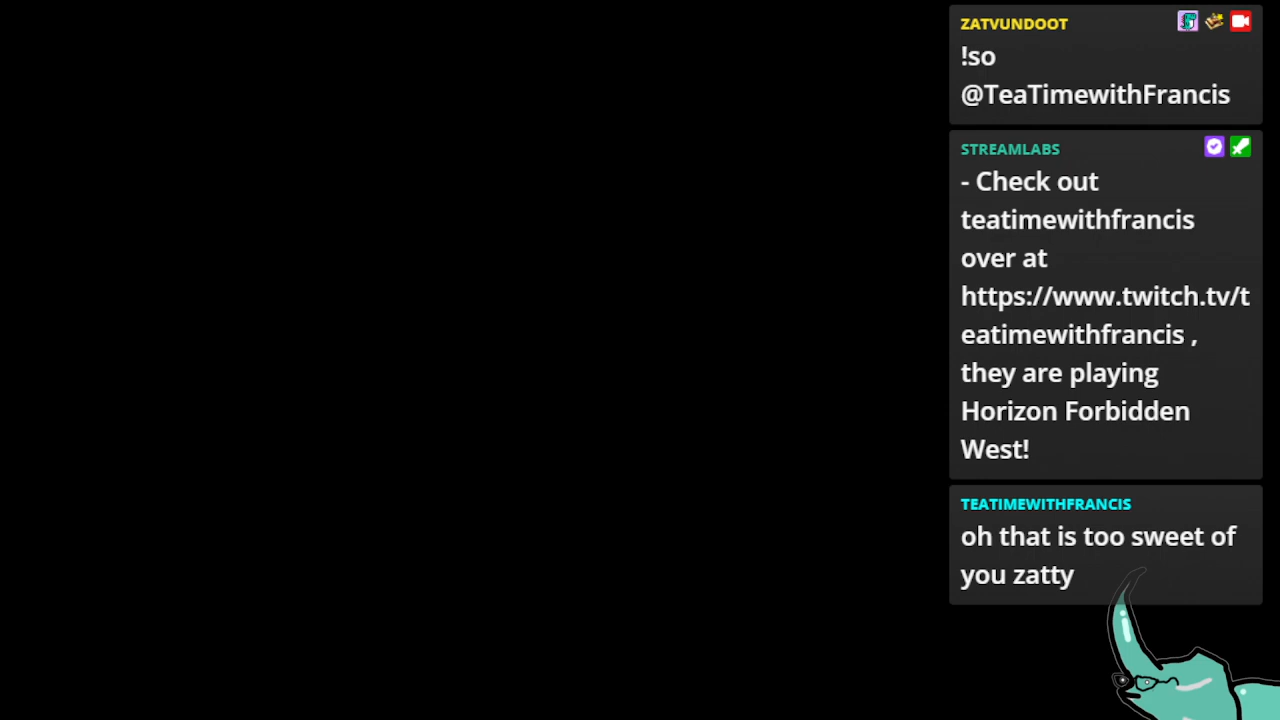 ZATVUNDOOT
!so
@TeaTimewithFrancis
STREAMLABS
- Check out
teatimewithfrancis
over at
https://www.twitch.tv/t
eatimewithfrancis ,
they are playing
Horizon Forbidden
West!
TEATIMEWITHFRANCIS
oh that is too sweet of
you zatty